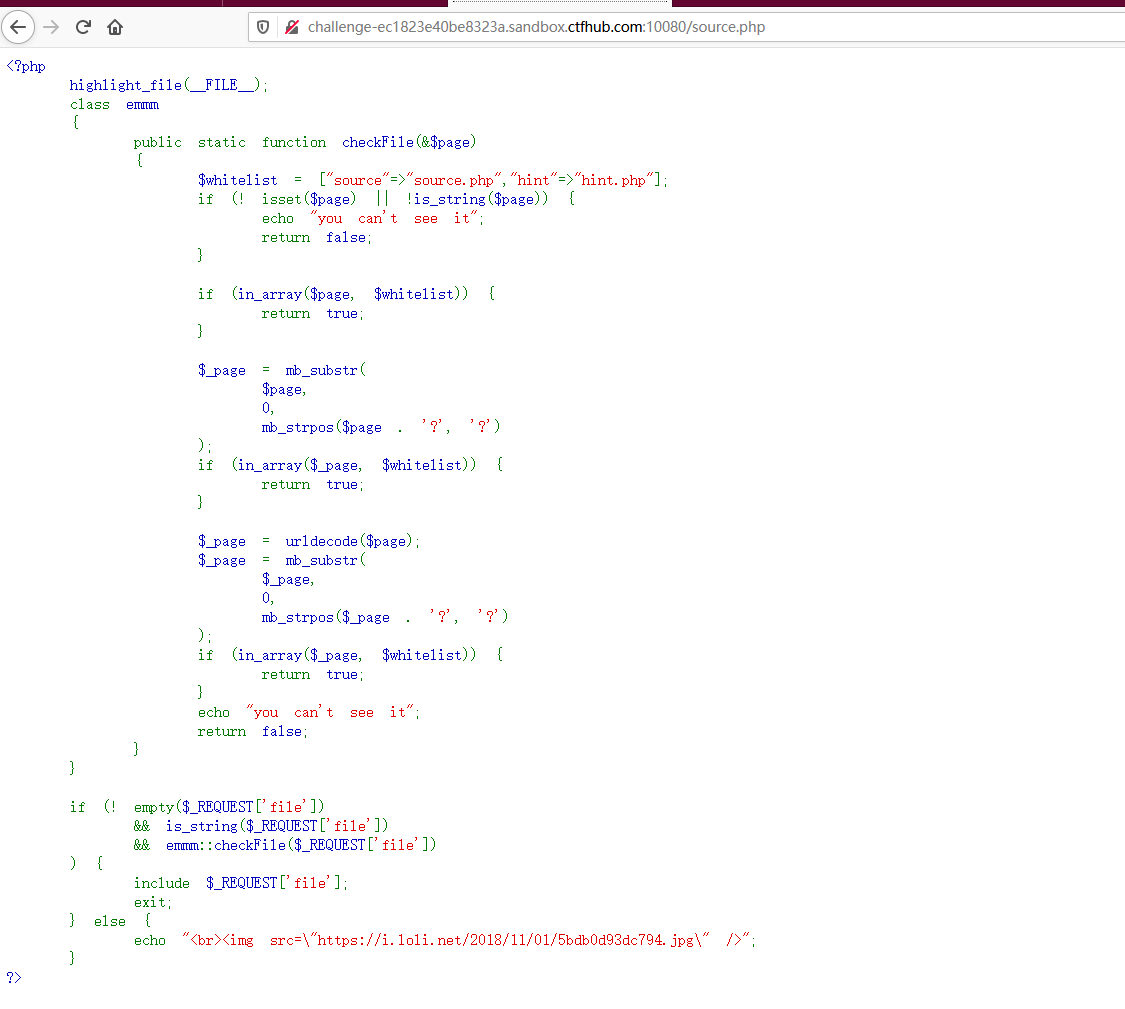 challenge-ec1823e40be8323a.sandbox.ctfhub.com:10080/source.php
<?php
highlight_file(__FILE__);
class emmm
{
public static function checkFile(&$page)
{
$whitelist = ["source"=>"source.php","hint"=>"hint.php"];
if (! isset($page) || !is_string($page)) {
echo "you can't see it";
return false;
}
if (in_array($page, $whitelist)) {
return true;
}
$_page = mb_substr(
$page,
0,
mb_strpos($page . '?', '?')
);
if (in_array($_page, $whitelist)) {
return true;
}
$_page = urldecode($page);
$_page = mb_substr(
$_page,
0,
mb_strpos($_page . '?', '?')
);
if (in_array($_page, $whitelist)) {
return true;
}
echo "you can't see it";
return false;
}
}
if (! empty($_REQUEST['file'])
&& is_string($_REQUEST['file'])
&& emmm::checkFile($_REQUEST['file'])
) {
include $_REQUEST['file'];
exit;
} else {
echo "<br><img src=\"https://i.loli.net/2018/11/01/5bdb0d93dc794.jpg\" />";
}
?>